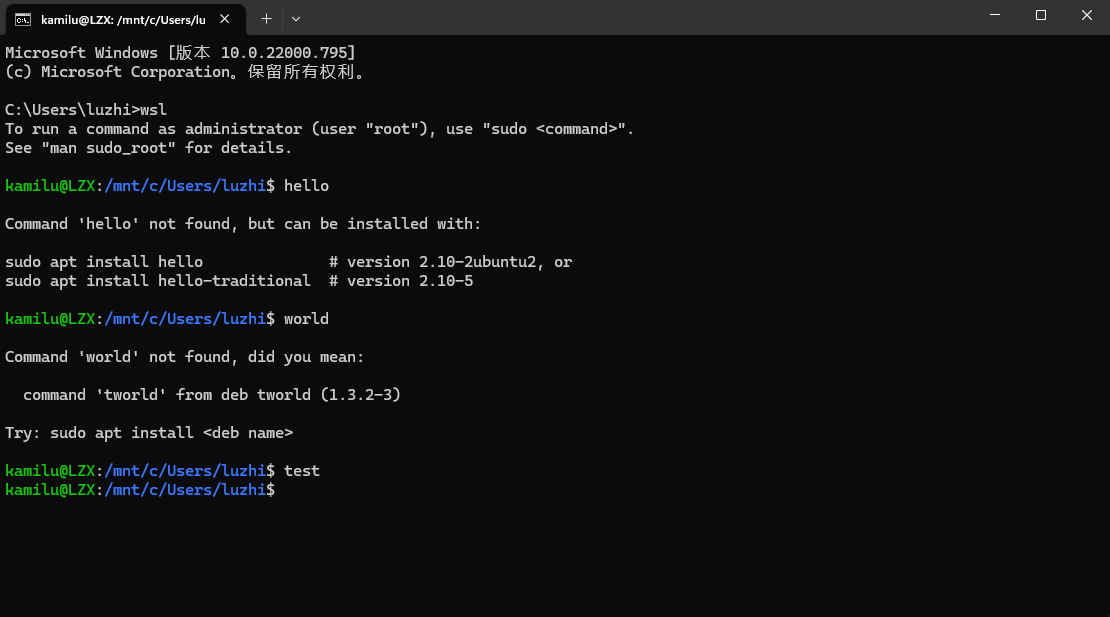 kamilu@LZX: /mnt/c/Users/lu
Microsoft Windows [版本 10.0.22000.795]
(c) Microsoft Corporation。保留所有权利。
C:\Users\luzhi>wsl
To run a command as administrator (user "root"), use "sudo <command>".
See "man sudo_root" for details.
kamilu@LZX:/mnt/c/Users/luzhi$ hello
Command 'hello' not found, but can be installed with:
sudo apt install hello              # version 2.10-2ubuntu2, or
sudo apt install hello-traditional  # version 2.10-5
kamilu@LZX:/mnt/c/Users/luzhi$ world
Command 'world' not found, did you mean:
  command 'tworld' from deb tworld (1.3.2-3)
Try: sudo apt install <deb name>
kamilu@LZX:/mnt/c/Users/luzhi$ test
kamilu@LZX:/mnt/c/Users/luzhi$